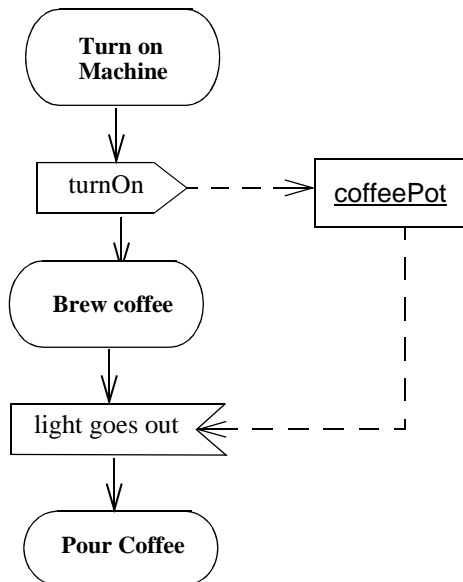 Turn on
Machine
turnOn
coffeePot
Brew coffee
light goes out
Pour Coffee